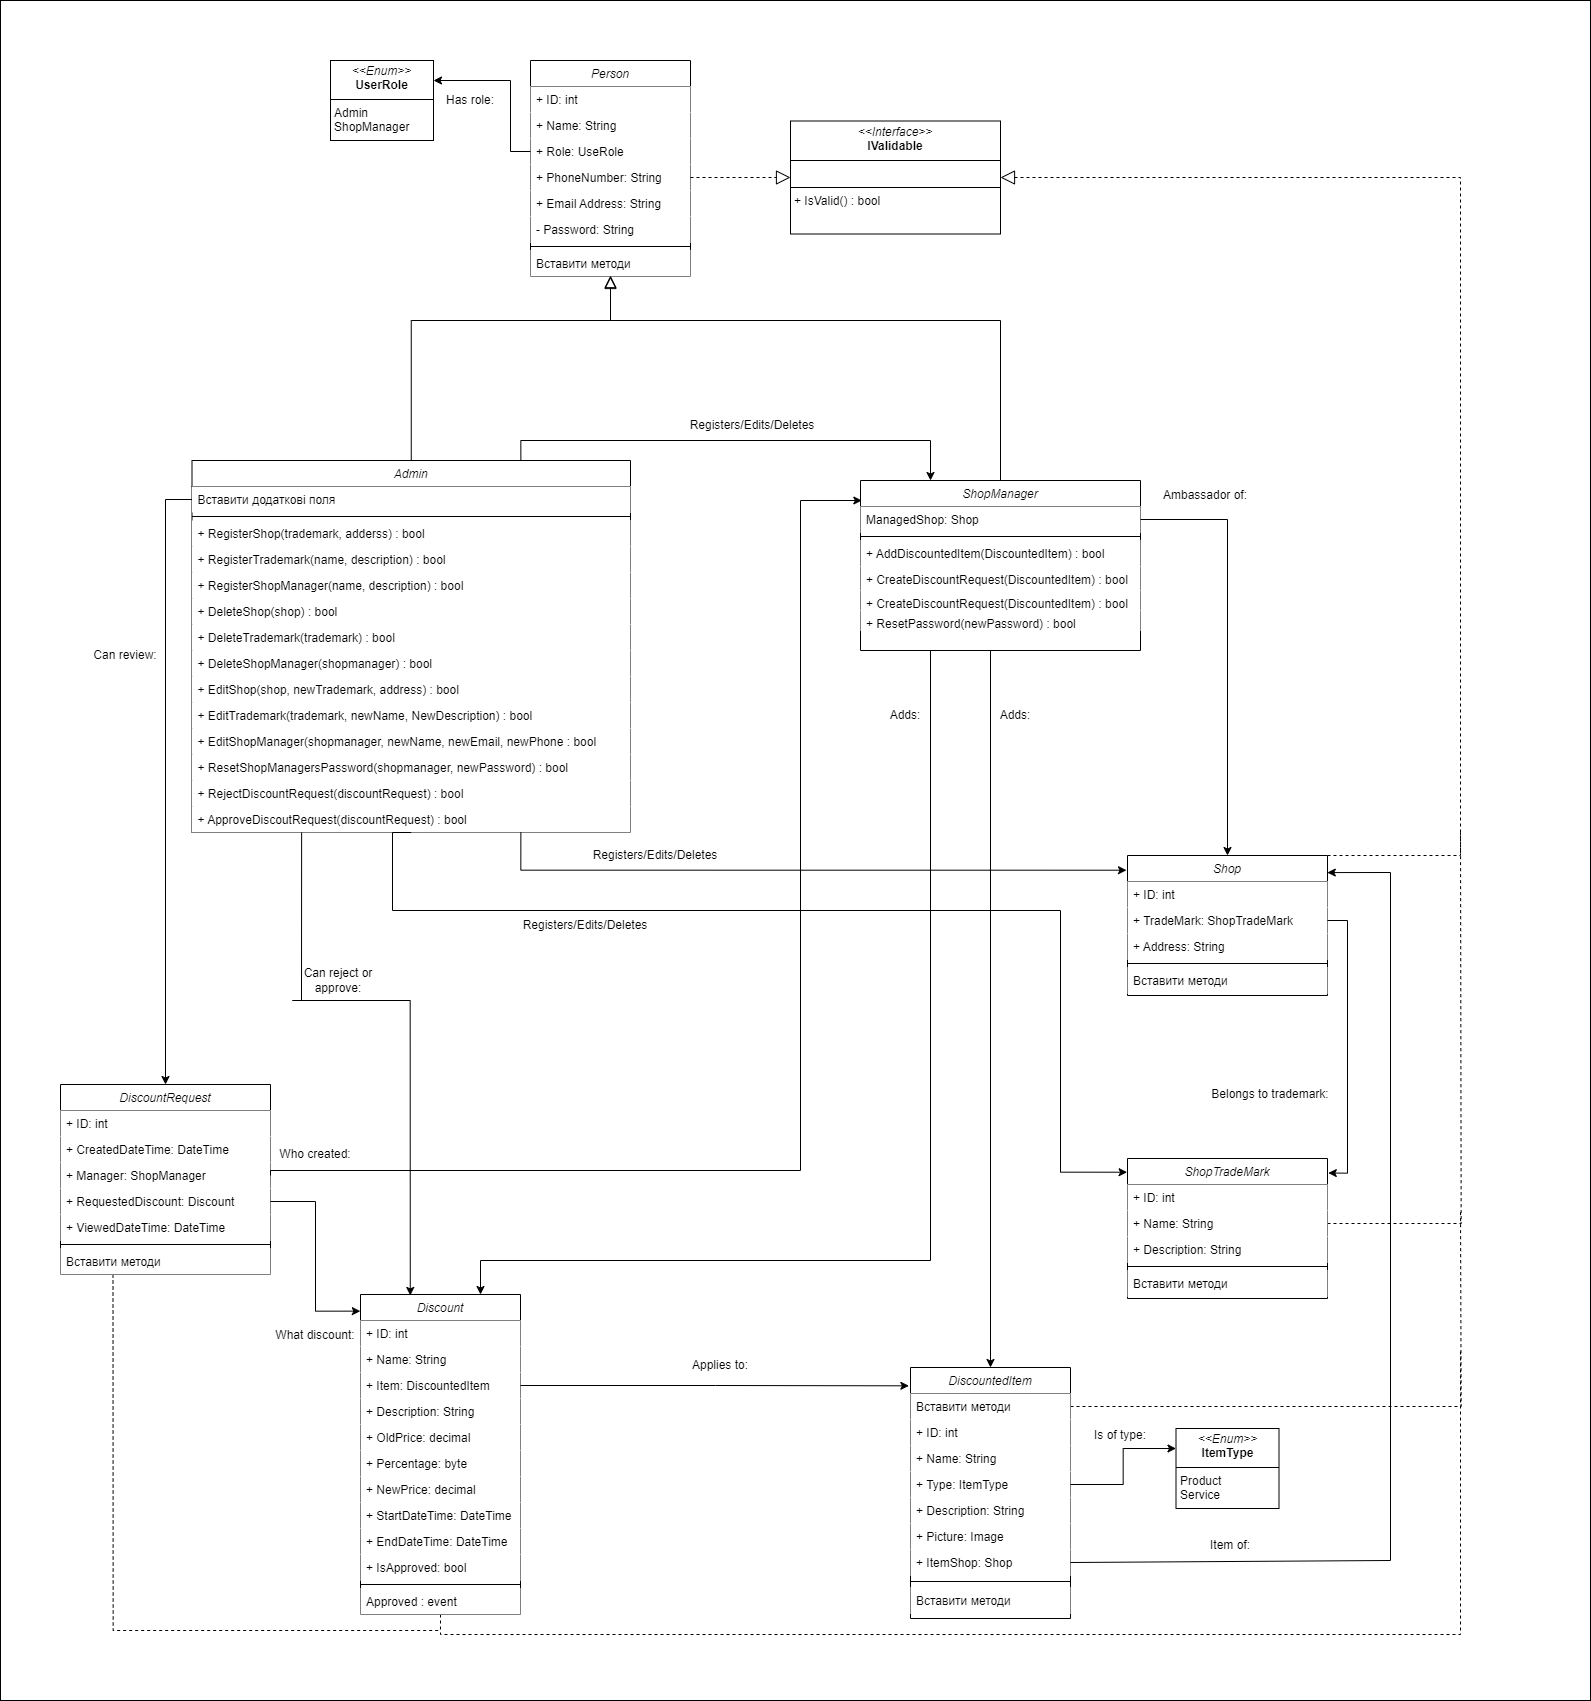 <<Enum>>
UserRole
Admin
ShopManager
Has role:
Person
+ ID: int
+ Name: String
+ Role: UseRole
+ PhoneNumber: String
+ Email Address: String
- Password: String
Вставити методи
<<Interface>>
IValidable
+ IsValid() : bool
Registers/Edits/Deletes
Admin
Вставити додаткові поля
+ RegisterShop(trademark, adderss) : bool
+ RegisterTrademark(name, description) : bool
+ RegisterShopManager(name, description) : bool
+ DeleteShop(shop) : bool
+ DeleteTrademark(trademark) : bool
+ DeleteShopManager(shopmanager) : bool
+ EditShop(shop, newTrademark, address) : bool
+ EditTrademark(trademark, newName, NewDescription) : bool
+ EditShopManager(shopmanager, newName, newEmail, newPhone : bool
+ ResetShopManagersPassword(shopmanager, newPassword) : bool
+ RejectDiscountRequest(discountRequest) : bool
+ ApproveDiscoutRequest(discountRequest) : bool
ShopManager
ManagedShop: Shop
+ AddDiscountedItem(DiscountedItem) : bool
+ CreateDiscountRequest(DiscountedItem) : bool
+ CreateDiscountRequest(DiscountedItem) : bool
+ ResetPassword(newPassword) : bool
Ambassador of:
Can review:
Adds:
Adds:
Registers/Edits/Deletes
Registers/Edits/Deletes
Can reject or
approve:
Shop
+ ID: int
+ TradeMark: ShopTradeMark
+ Address: String
Вставити методи
Belongs to trademark:
DiscountRequest
+ ID: int
+ CreatedDateTime: DateTime
+ Manager: ShopManager
+ RequestedDiscount: Discount
+ ViewedDateTime: DateTime
Вставити методи
Who created:
ShopTradeMark
+ ID: int
+ Name: String
+ Description: String
Вставити методи
What discount:
Discount
+ ID: int
+ Name: String
+ Item: DiscountedItem
+ Description: String
+ OldPrice: decimal
+ Percentage: byte
+ NewPrice: decimal
+ StartDateTime: DateTime
+ EndDateTime: DateTime
+ IsApproved: bool
Approved : event
Applies to:
DiscountedItem
Вставити методи
+ ID: int
+ Name: String
+ Type: ItemType
+ Description: String
+ Picture: Image
+ ItemShop: Shop
Вставити методи
Is of type:
<<Enum>>
ItemType
Product
Service
Item of: